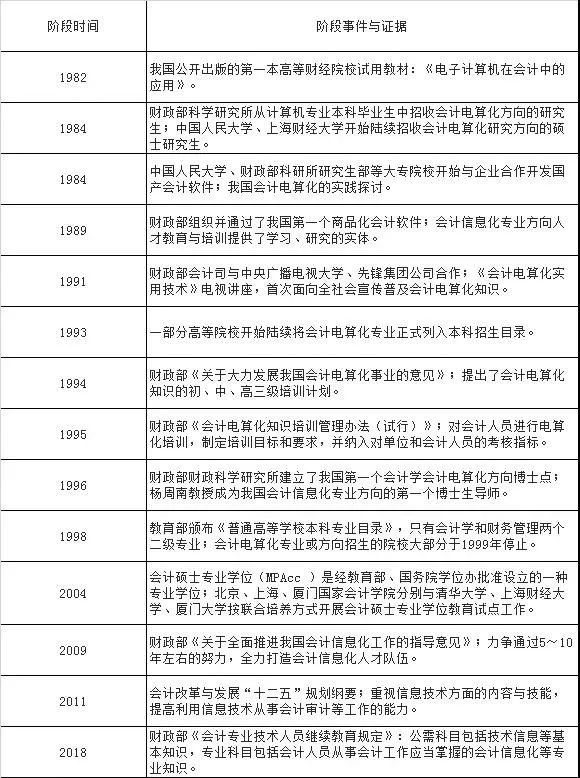 阶段时间 阶段事件与证据
1982 我国公开出版的第一本高等财经院校试用教材：《电子计算机在会计中的
应用》。
1984 财政部科学研究所从计算机专业本科毕业生中招收会计电算化方向的研究
生；中国人民大学、上海财经大学开始陆续招收会计电算化研究方向的硕
士研究生。
1984 中国人民大学、财政部科研所研究生部等大专院校开始与企业合作开发国
产会计软件；我国会计电算化的实践探讨。
1989 财政部组织并通过了我国第一个商品化会计软件；会计信息化专业方向人
才教育与培训提供了学习、研究的实体。
1991 财政部会计司与中央广播电视大学、先锋集团公司合作；《会计电算化实
用技术》电视讲座，首次面向全社会宣传普及会计电算化知识。
1993 一部分高等院校开始陆续将会计电算化专业正式列入本科招生目录。
1994 财政部《关于大力发展我国会计电算化事业的意见》；提出了会计电算化
知识的初、中、高三级培训计划。
1995 财政部《会计电算化知识培训管理办法（试行）》；对会计人员进行电算
化培训，制定培训目标和要求，并纳入对单位和会计人员的考核指标。
1996 财政部财政科学研究所建立了我国第一个会计学会计电算化方向博士点；
杨周南教授成为我国会计信息化专业方向的第一个博士生导师。
1998 教育部颁布《普通高等学校本科专业目录》，只有会计学和财务管理两个
二级专业；会计电算化专业或方向招生的院校大部分于1999年停止。
2004 会计硕士专业学位（MPAcc ）是经教育部、国务院学位办批准设立的一种
专业学位；北京、上海、厦门国家会计学院分别与清华大学、上海财经大
学、厦门大学按联合培养方式开展会计硕士专业学位教育试点工作。
2009 财政部《关于全面推进我国会计信息化工作的指导意见》；力争通过5～10
年左右的努力，全力打造会计信息化人才队伍。
2011 会计改革与发展“十二五”规划纲要；重视信息技术方面的内容与技能，
提高利用信息技术从事会计审计等工作的能力。
2018 财政部《会计专业技术人员继续教育规定》：公需科目包括技术信息等基
本知识，专业科目包括会计人员从事会计工作应当掌握的会计信息化等专
业知识。